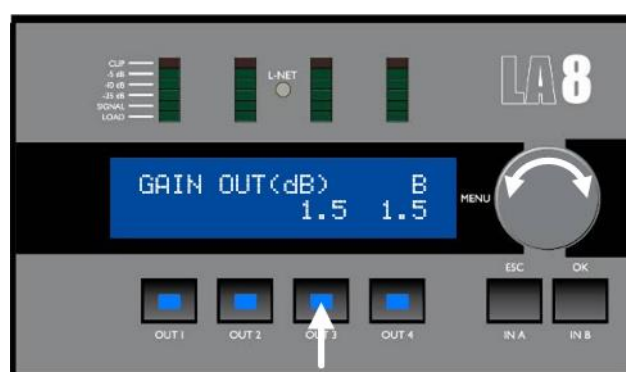 CLIP
-5 dB
-10 dB
-25 dB
SIGNAL
LOAD
L-NET
LA8
GAIN OUT(dB) B
1.5 1.5
MENU
ESC OK
OUT 1 OUT 2 OUT 3 OUT 4 IN A IN B